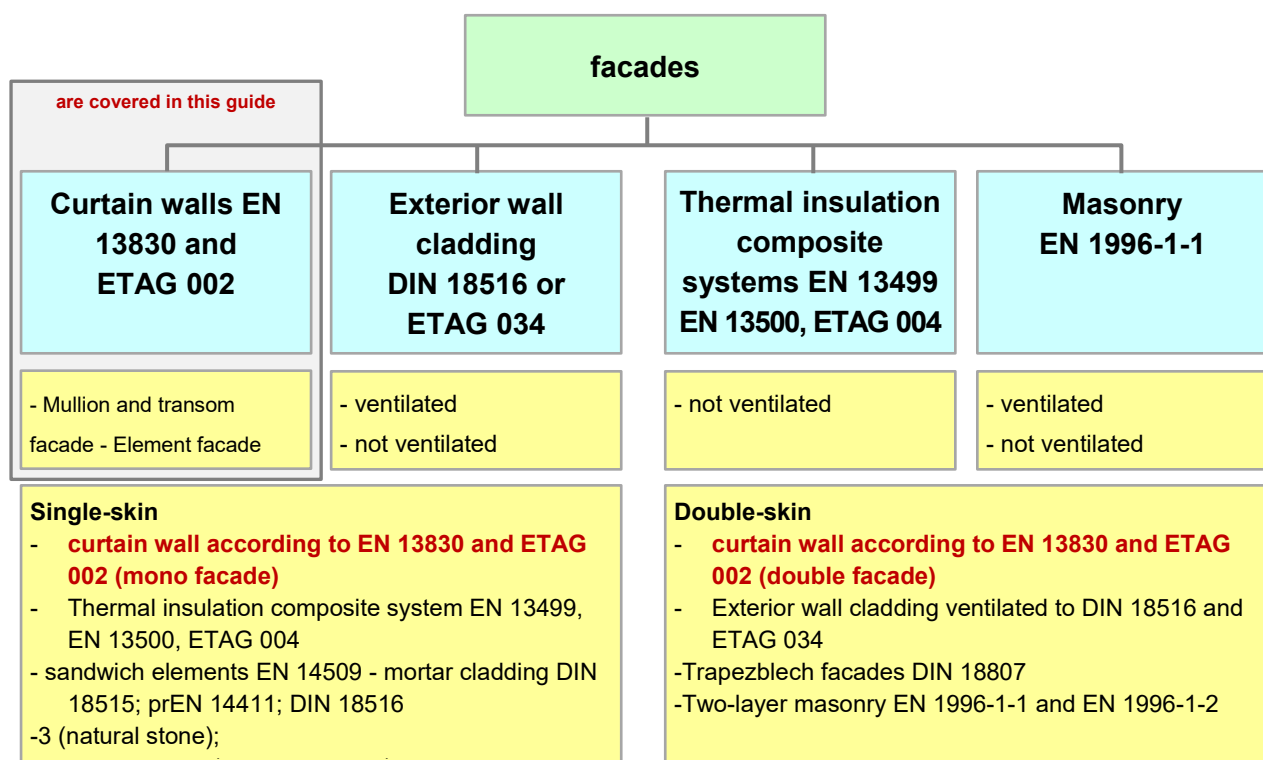 facades
are covered in this guide
Curtain walls EN
13830 and
ETAG 002
Exterior wall
cladding
DIN 18516 or
ETAG 034
Thermal insulation
composite
systems EN 13499
EN 13500, ETAG 004
Masonry
EN 1996-1-1
- Mullion and transom
facade - Element facade
- ventilated
- not ventilated
- not ventilated
- ventilated
- not ventilated
Single-skin
- curtain wall according to EN 13830 and ETAG
002 (mono facade)
- Thermal insulation composite system EN 13499,
EN 13500, ETAG 004
- sandwich elements EN 14509 - mortar cladding DIN
18515; prEN 14411; DIN 18516
-3 (natural stone);
Double-skin
- curtain wall according to EN 13830 and ETAG
002 (double facade)
- Exterior wall cladding ventilated to DIN 18516 and
ETAG 034
-Trapezblech facades DIN 18807
-Two-layer masonry EN 1996-1-1 and EN 1996-1-2